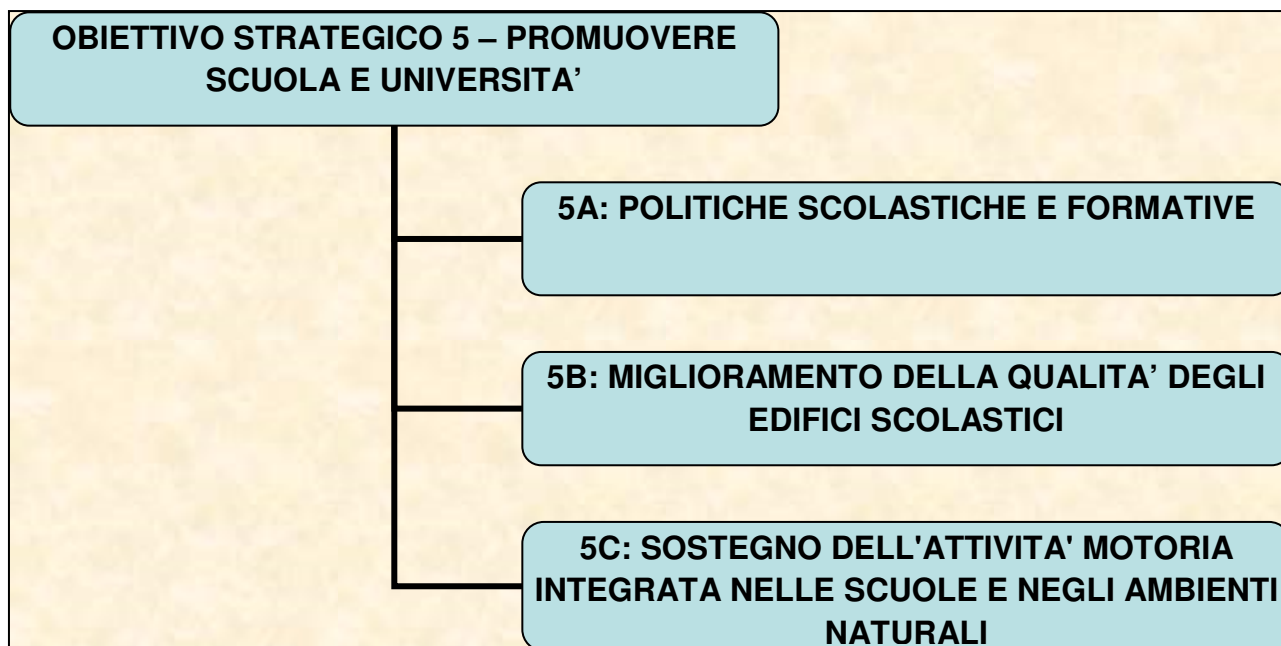 OBIETTIVO STRATEGICO 5 – PROMUOVERE
SCUOLA E UNIVERSITA’
5A: POLITICHE SCOLASTICHE E FORMATIVE
5B: MIGLIORAMENTO DELLA QUALITA’ DEGLI
EDIFICI SCOLASTICI
5C: SOSTEGNO DELL'ATTIVITA' MOTORIA
INTEGRATA NELLE SCUOLE E NEGLI AMBIENTI
NATURALI